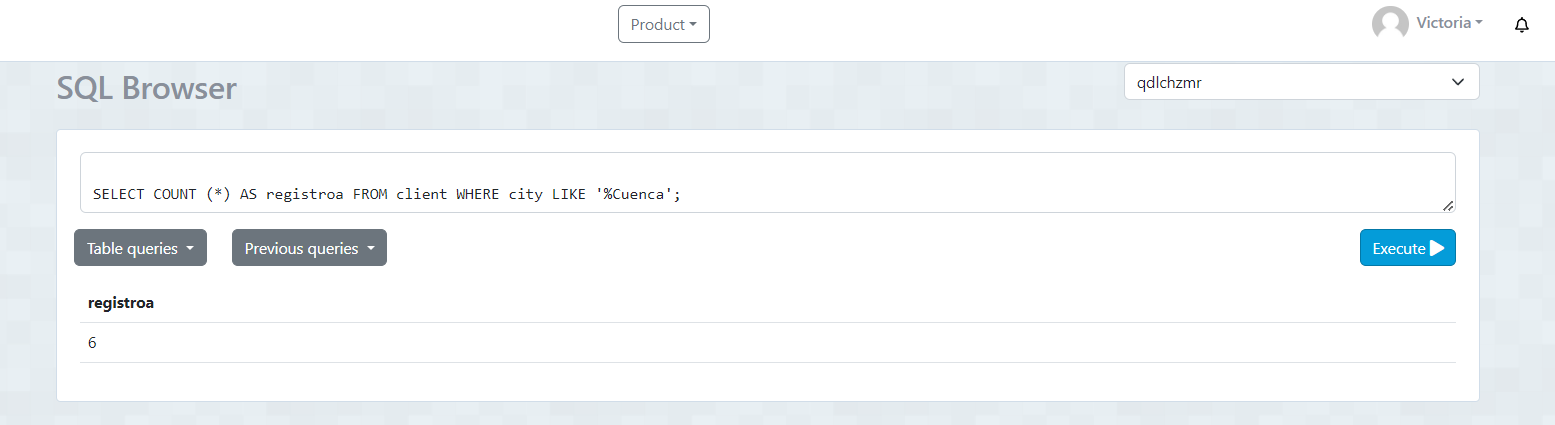 Product
Victoria
SQL Browser
qdlchzmr
SELECT COUNT (*) AS registroa FROM client WHERE city LIKE '%Cuenca';
Table queries
Previous queries
Execute
registroa
6